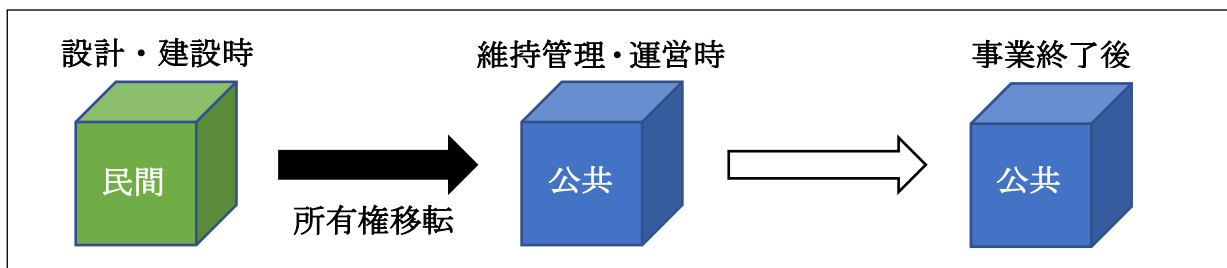 設計・建設時
維持管理・運営時
事業終了後
民間
公共
公共
所有権移転